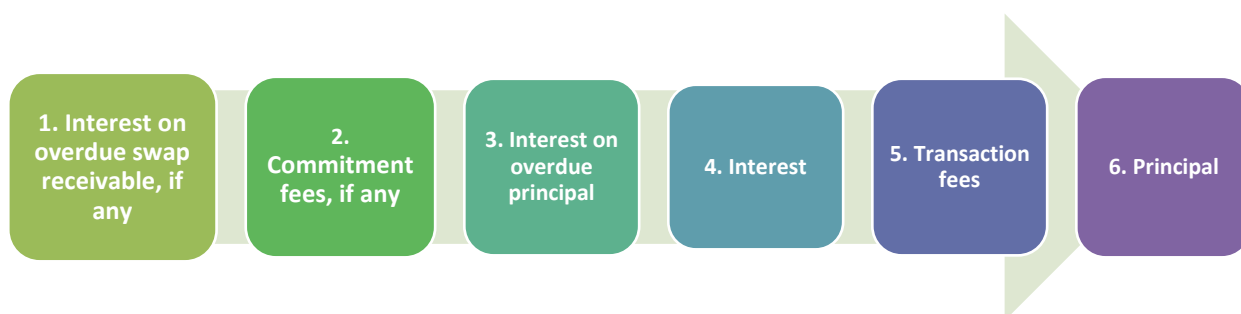 1. Interest on
overdue swap
receivable, if
any
2.
Commitment
fees, if any
3. Interest on
overdue
principal
4. Interest
5. Transaction
fees
6. Principal